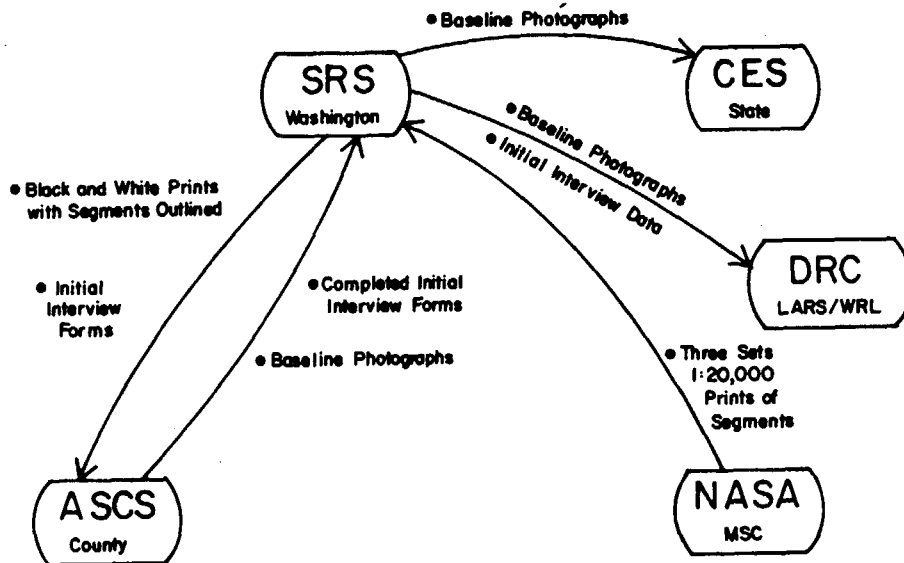 • Baseline Photographs
SRS
Washington
CES
State
• Baseline Photographs
• Initial Interview Data
• Black and White Prints
with Segments Outlined
• Initial
Interview
Forms
• Completed Initial
Interview Forms
• Baseline Photographs
DRC
LARS/WRL
• Three Sets
1:20,000
Prints of
Segments
ASCS
County
NASA
MSC